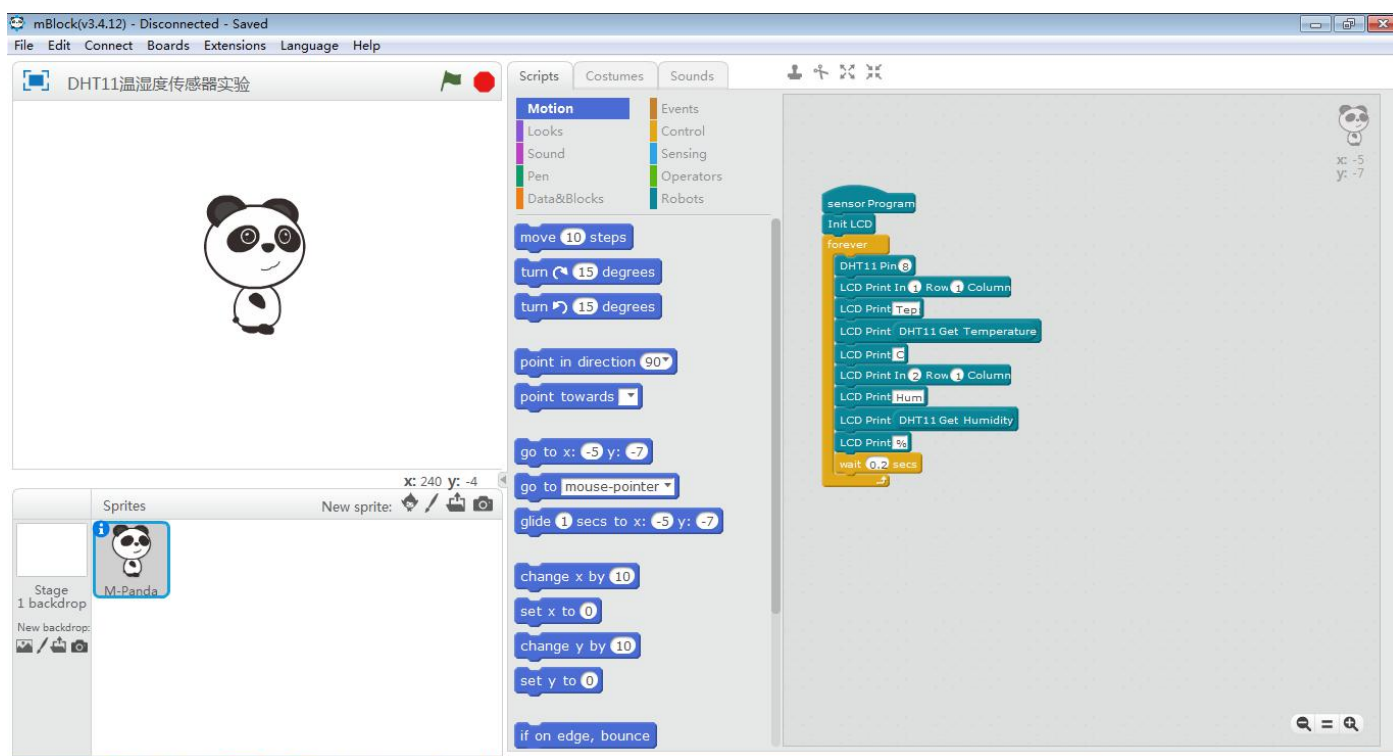 mBlock(v3.4.12) - Disconnected - Saved
File Edit Connect Boards Extensions Language Help
DHT11温湿度传感器实验
x: 240 y: -4
Sprites New sprite:
Stage
1 backdrop
New backdrop:
M-Panda
Scripts Costumes Sounds
Motion Events
Looks Control
Sound Sensing
Pen Operators
Data&Blocks Robots
move 10 steps
turn 15 degrees
turn 15 degrees
point in direction 90
point towards
go to x: -5 y: -7
go to mouse-pointer
glide 1 secs to x: -5 y: -7
change x by 10
set x to 0
change y by 10
set y to 0
if on edge, bounce
x: -5
y: -7
sensor Program
Init LCD
forever
DHT11 Pin 8
LCD Print In 1 Row 1 Column
LCD Print Tep
LCD Print DHT11 Get Temperature
LCD Print C
LCD Print In 2 Row 1 Column
LCD Print Hum
LCD Print DHT11 Get Humidity
LCD Print %
wait 0.2 secs